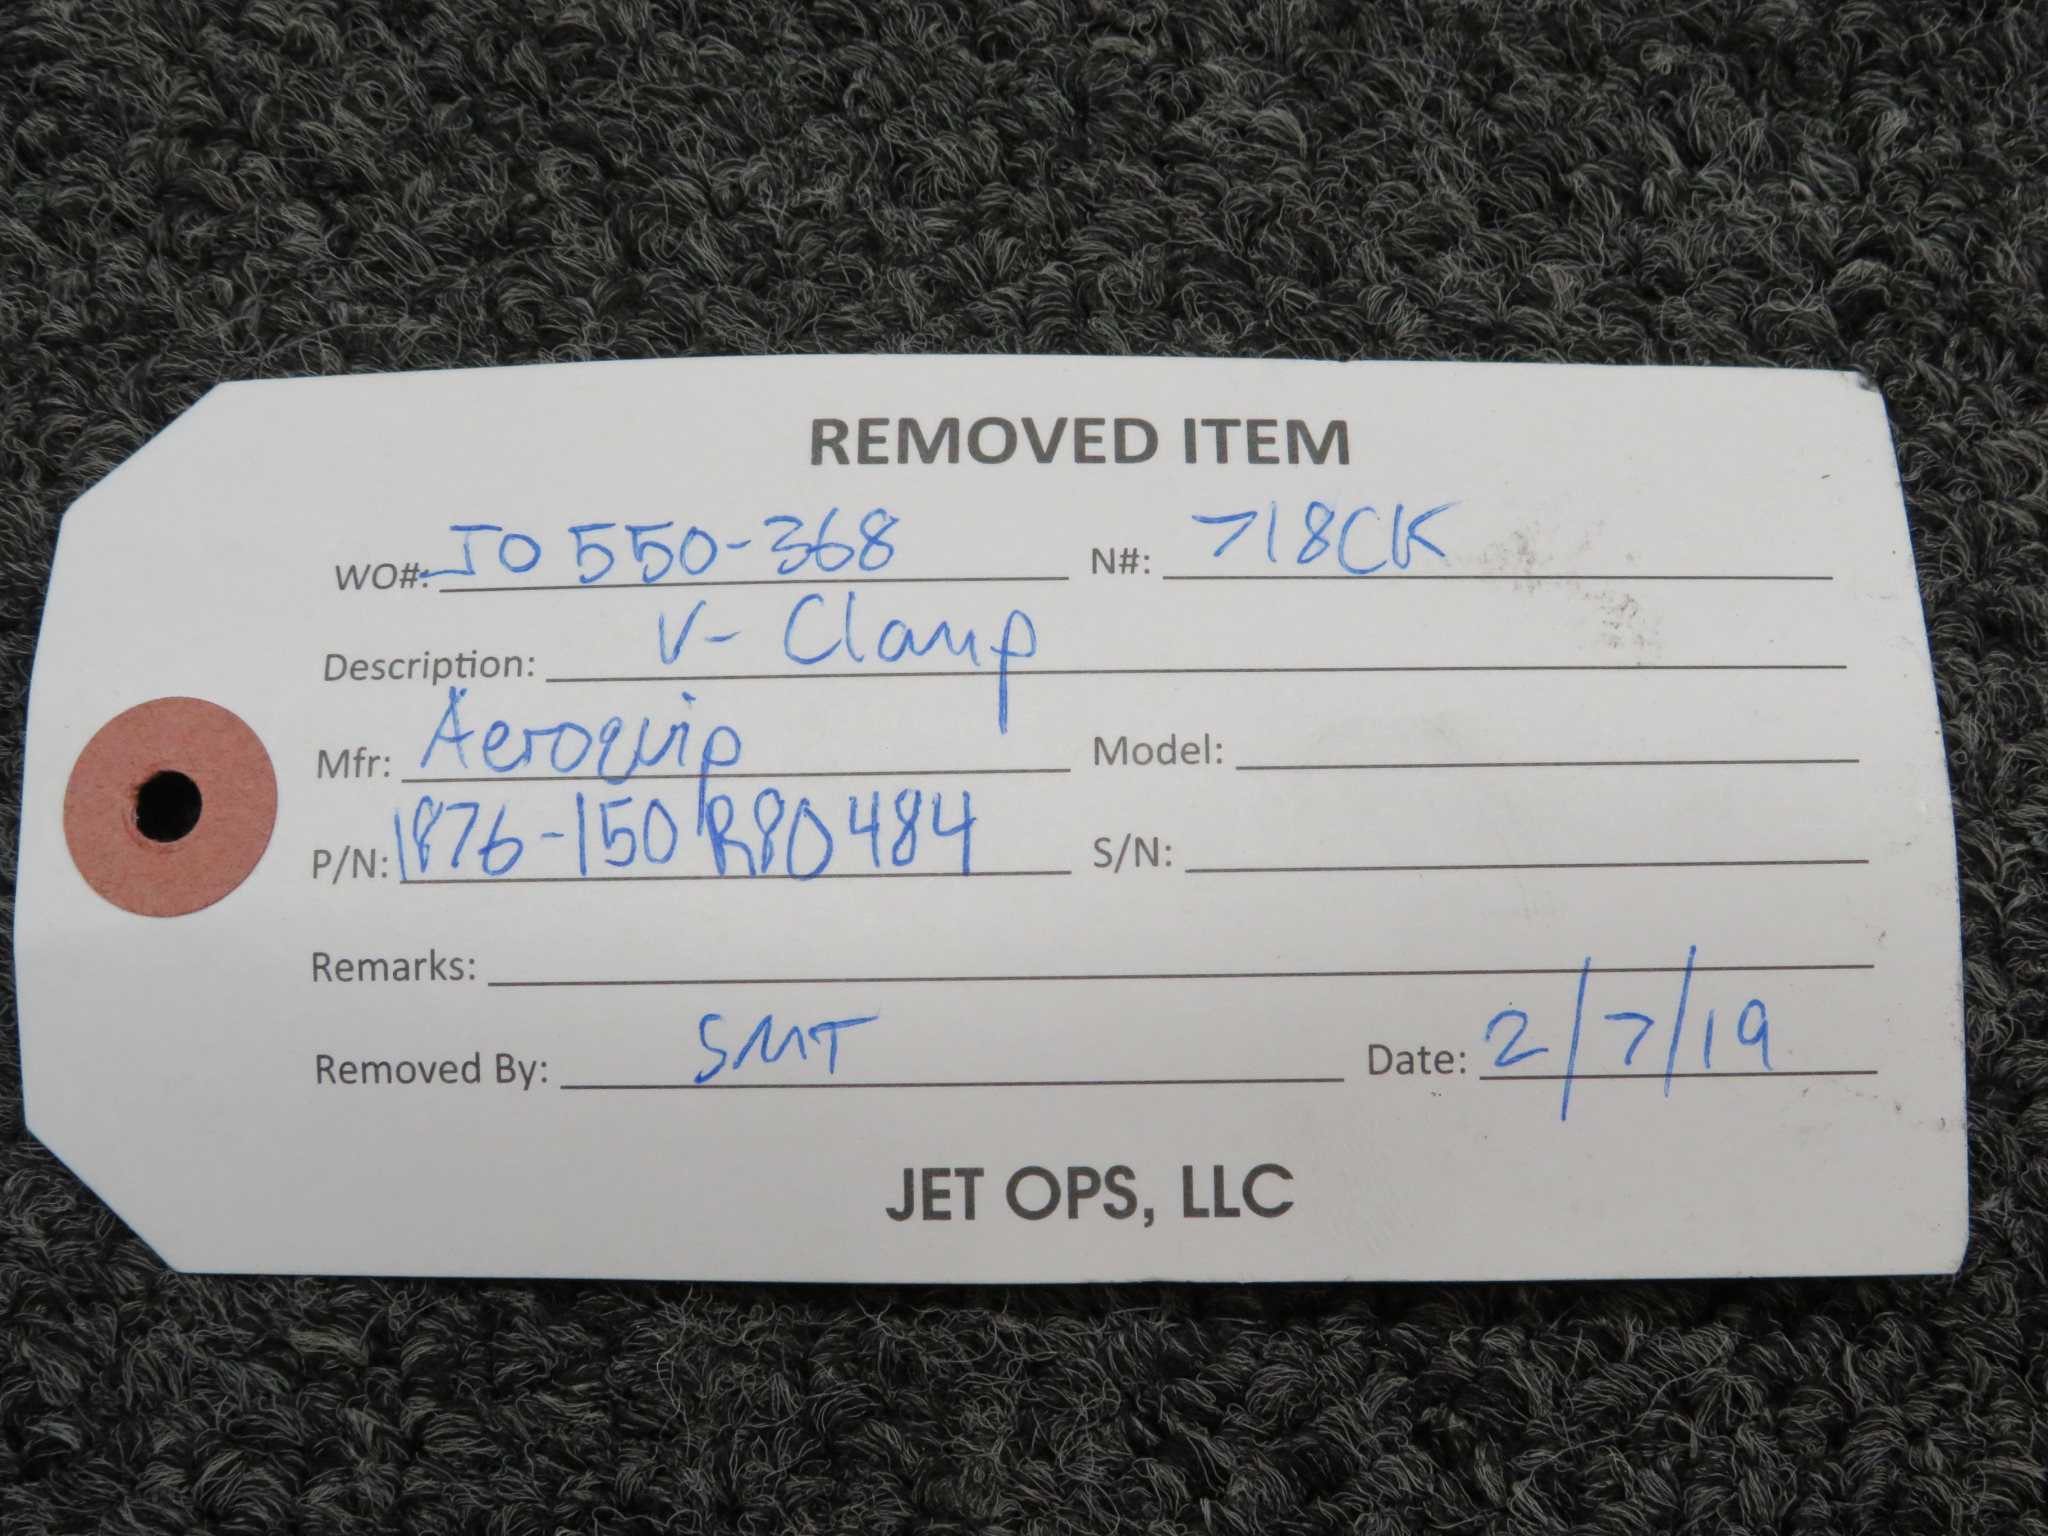 REMOVED ITEM
WO#: JO 550-368 N#: 718CK
Description: V-Clamp
Mfr: Aeroquip Model:
P/N: 1876-150 R80484 S/N:
Remarks:
Removed By: SMT Date: 2/7/19
JET OPS, LLC